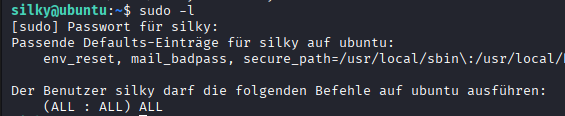 silky@ubuntu:~$ sudo -l
[sudo] Passwort für silky:
Passende Defaults-Einträge für silky auf ubuntu:
env_reset, mail_badpass, secure_path=/usr/local/sbin\:/usr/local/
Der Benutzer silky darf die folgenden Befehle auf ubuntu ausführen:
(ALL : ALL) ALL